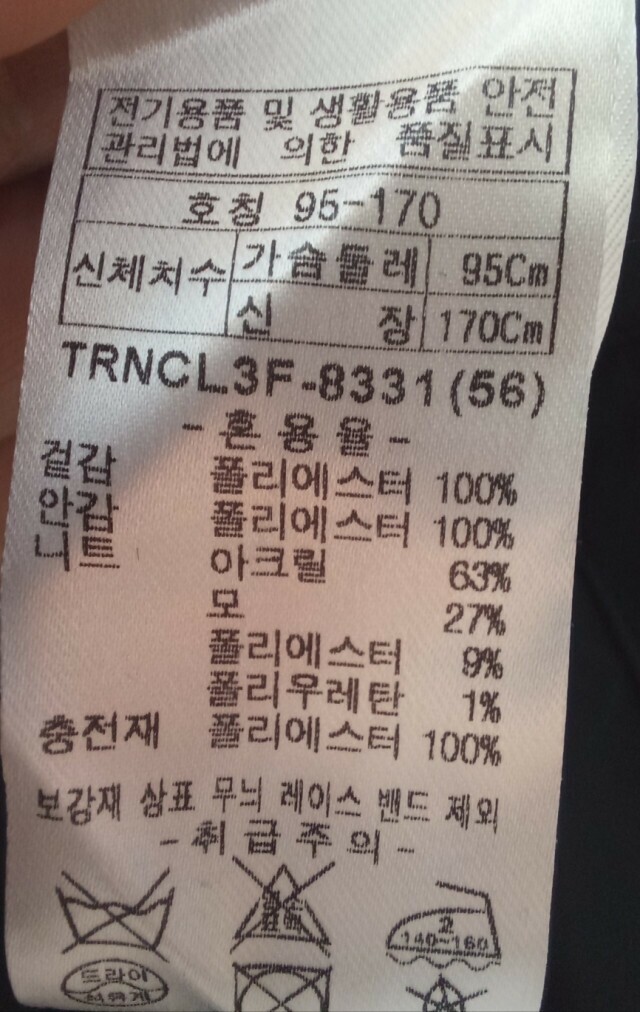 전기용품 및 생활용품 안전
관리법에 의한 품질표시
호칭 95-170
신체치수 가슴둘레 95Cm
신 장 170Cm
TRNCL3F-8331(56)
-혼용율-
겉감 폴리에스터 100%
안감 폴리에스터 100%
니트 아크릴 63%
모 27%
폴리에스터 9%
폴리우레탄 1%
충전재 폴리에스터 100%
보강재 상표 무늬 레이스 밴드 제외
-취급주의-
2
140~160
드라이
석유계